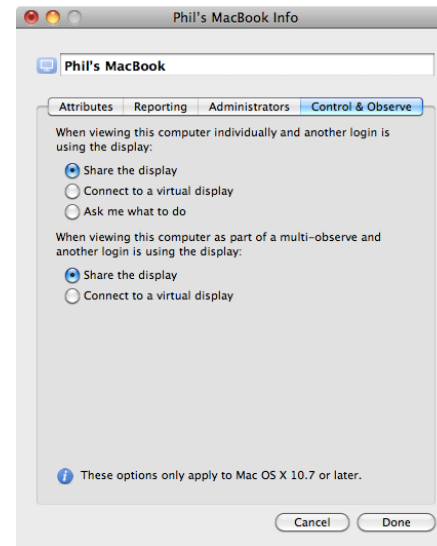 Phil's MacBook Info
Phil's MacBook
Attributes Reporting Administrators Control & Observe
When viewing this computer individually and another login is
using the display:
Share the display
Connect to a virtual display
Ask me what to do
When viewing this computer as part of a multi-observe and
another login is using the display:
Share the display
Connect to a virtual display
These options only apply to Mac OS X 10.7 or later.
Cancel Done